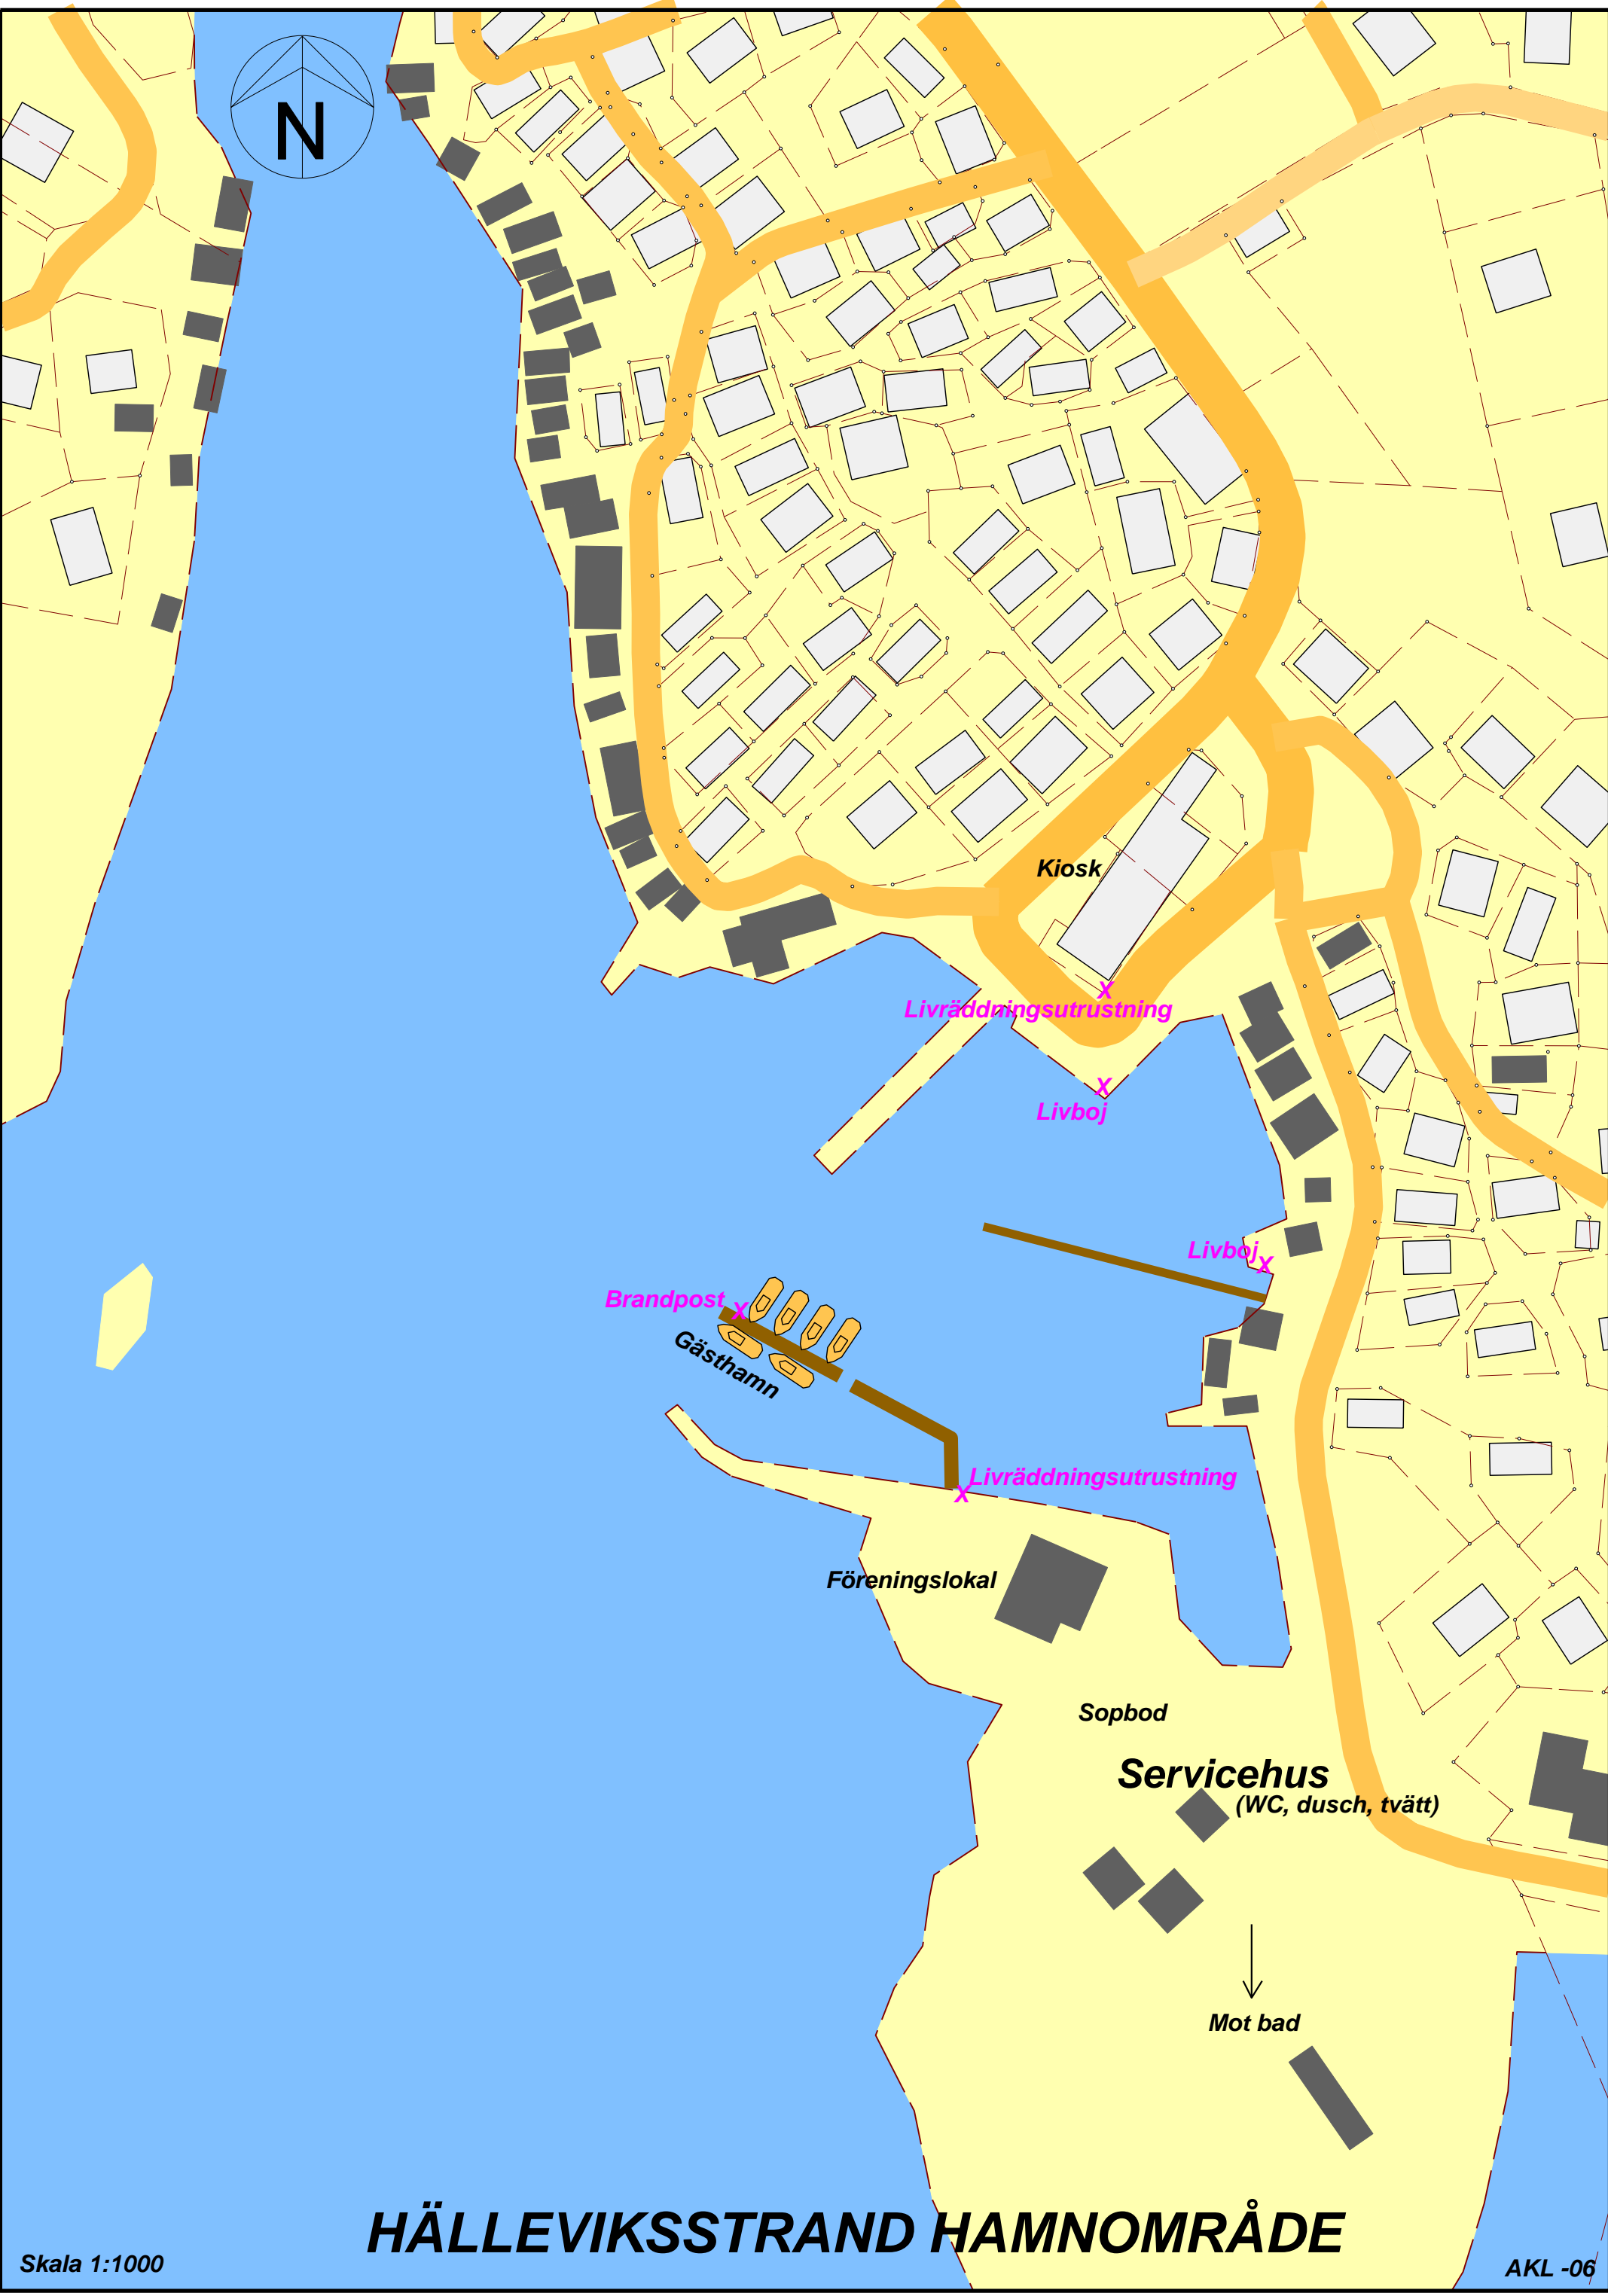 N
Kiosk
X
Livräddningsutrustning
X
Livboj
Livboj
X
Brandpost
X
Gästhamn
Livräddningsutrustning
X
Föreningslokal
Sopbod
Servicehus
(WC, dusch, tvätt)
Mot bad
HÄLLEVIKSSTRAND HAMNOMRÅDE
Skala 1:1000
AKL -06